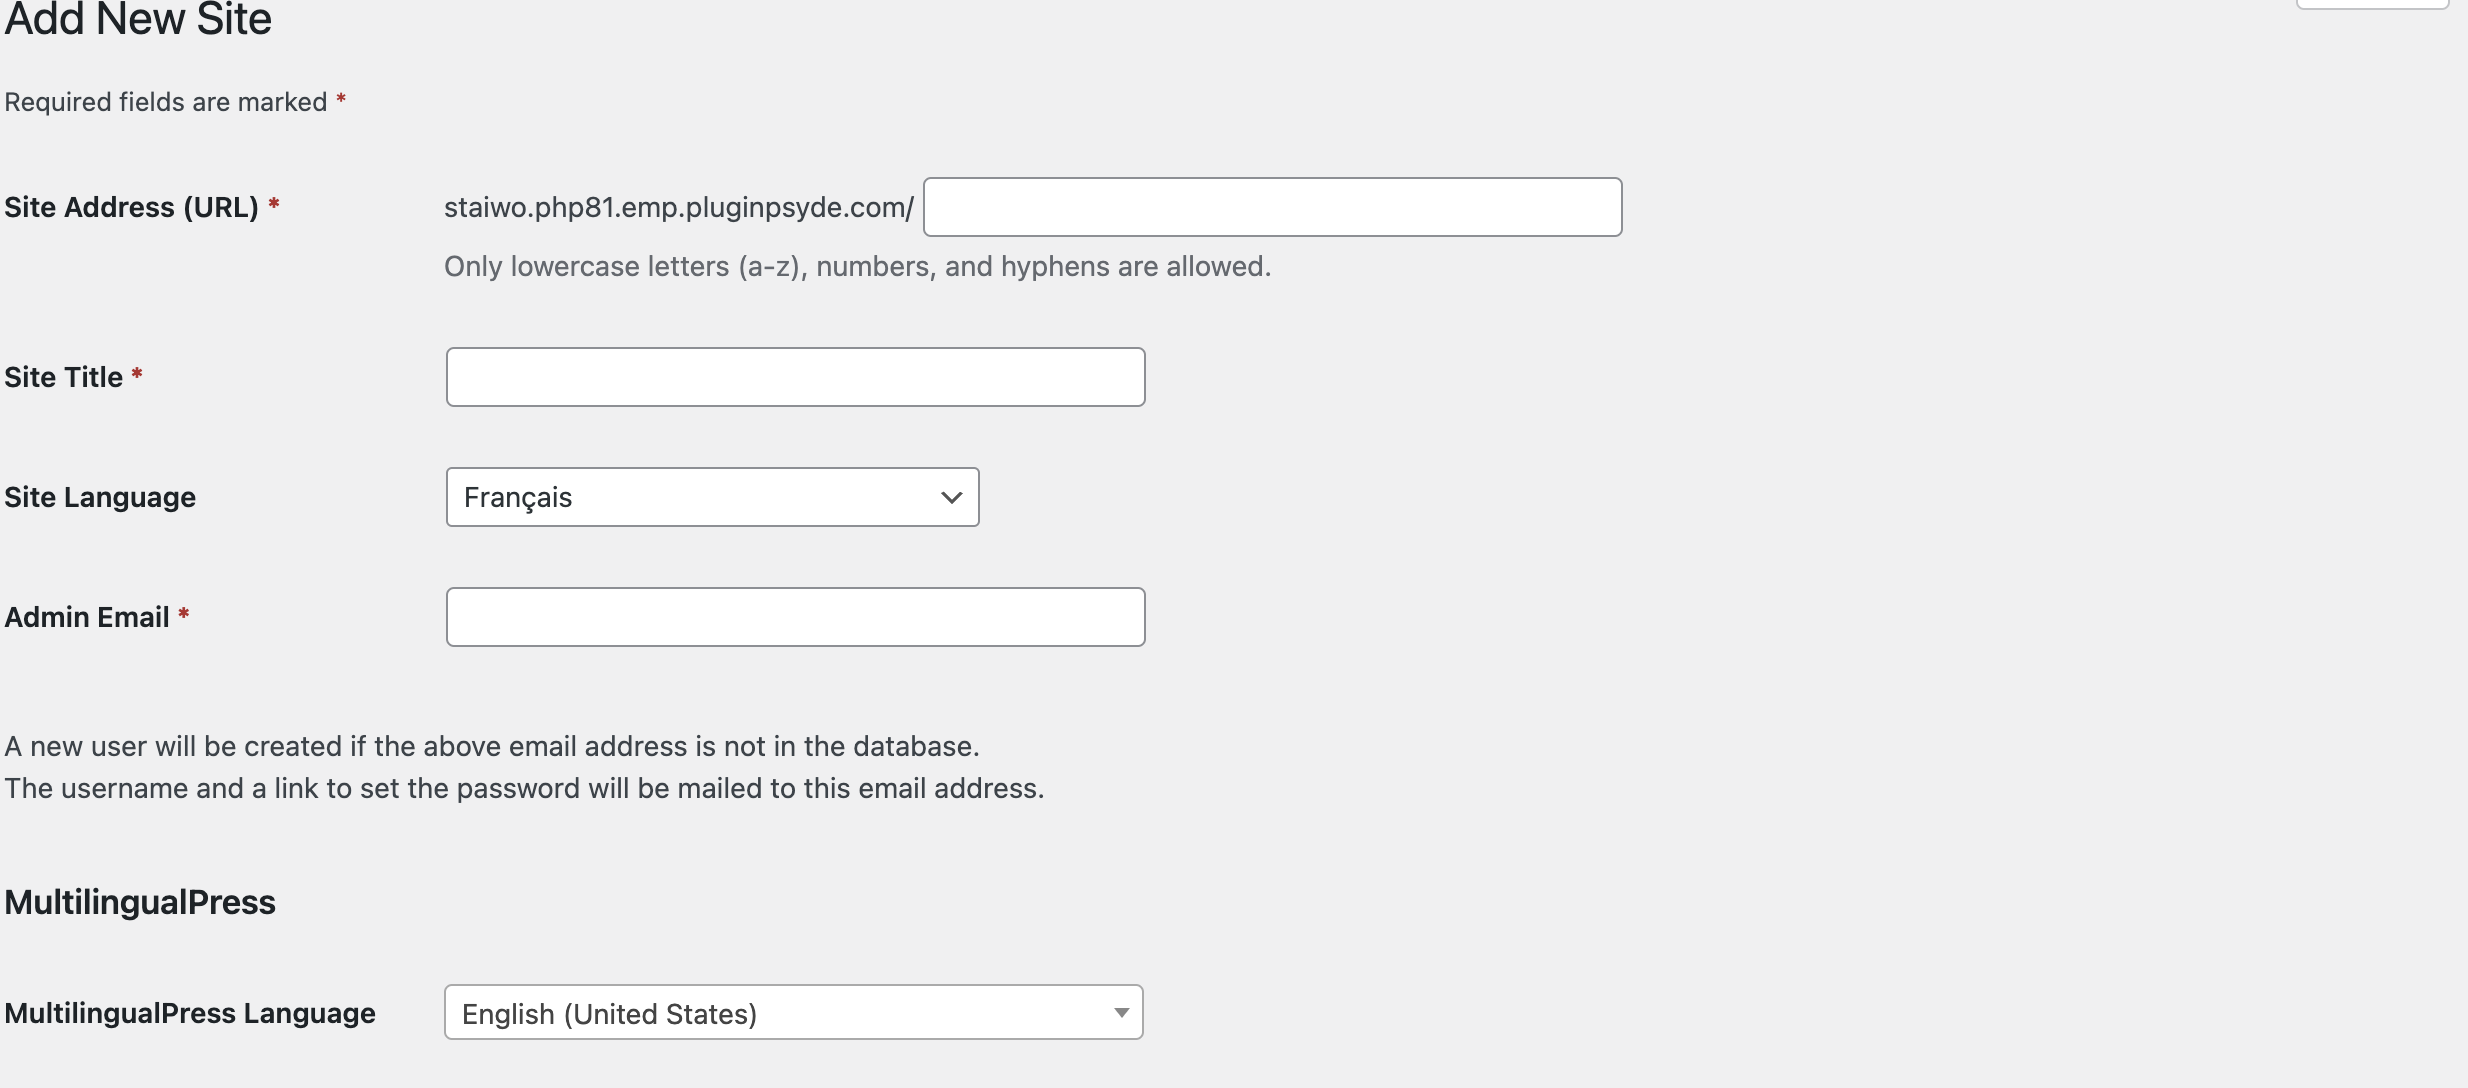 Add New Site
Required fields are marked *
Site Address (URL) *
staiwo.php81.emp.pluginpsyde.com/
Only lowercase letters (a-z), numbers, and hyphens are allowed.
Site Title *
Site Language
Français
Admin Email *
A new user will be created if the above email address is not in the database.
The username and a link to set the password will be mailed to this email address.
MultilingualPress
MultilingualPress Language
English (United States)